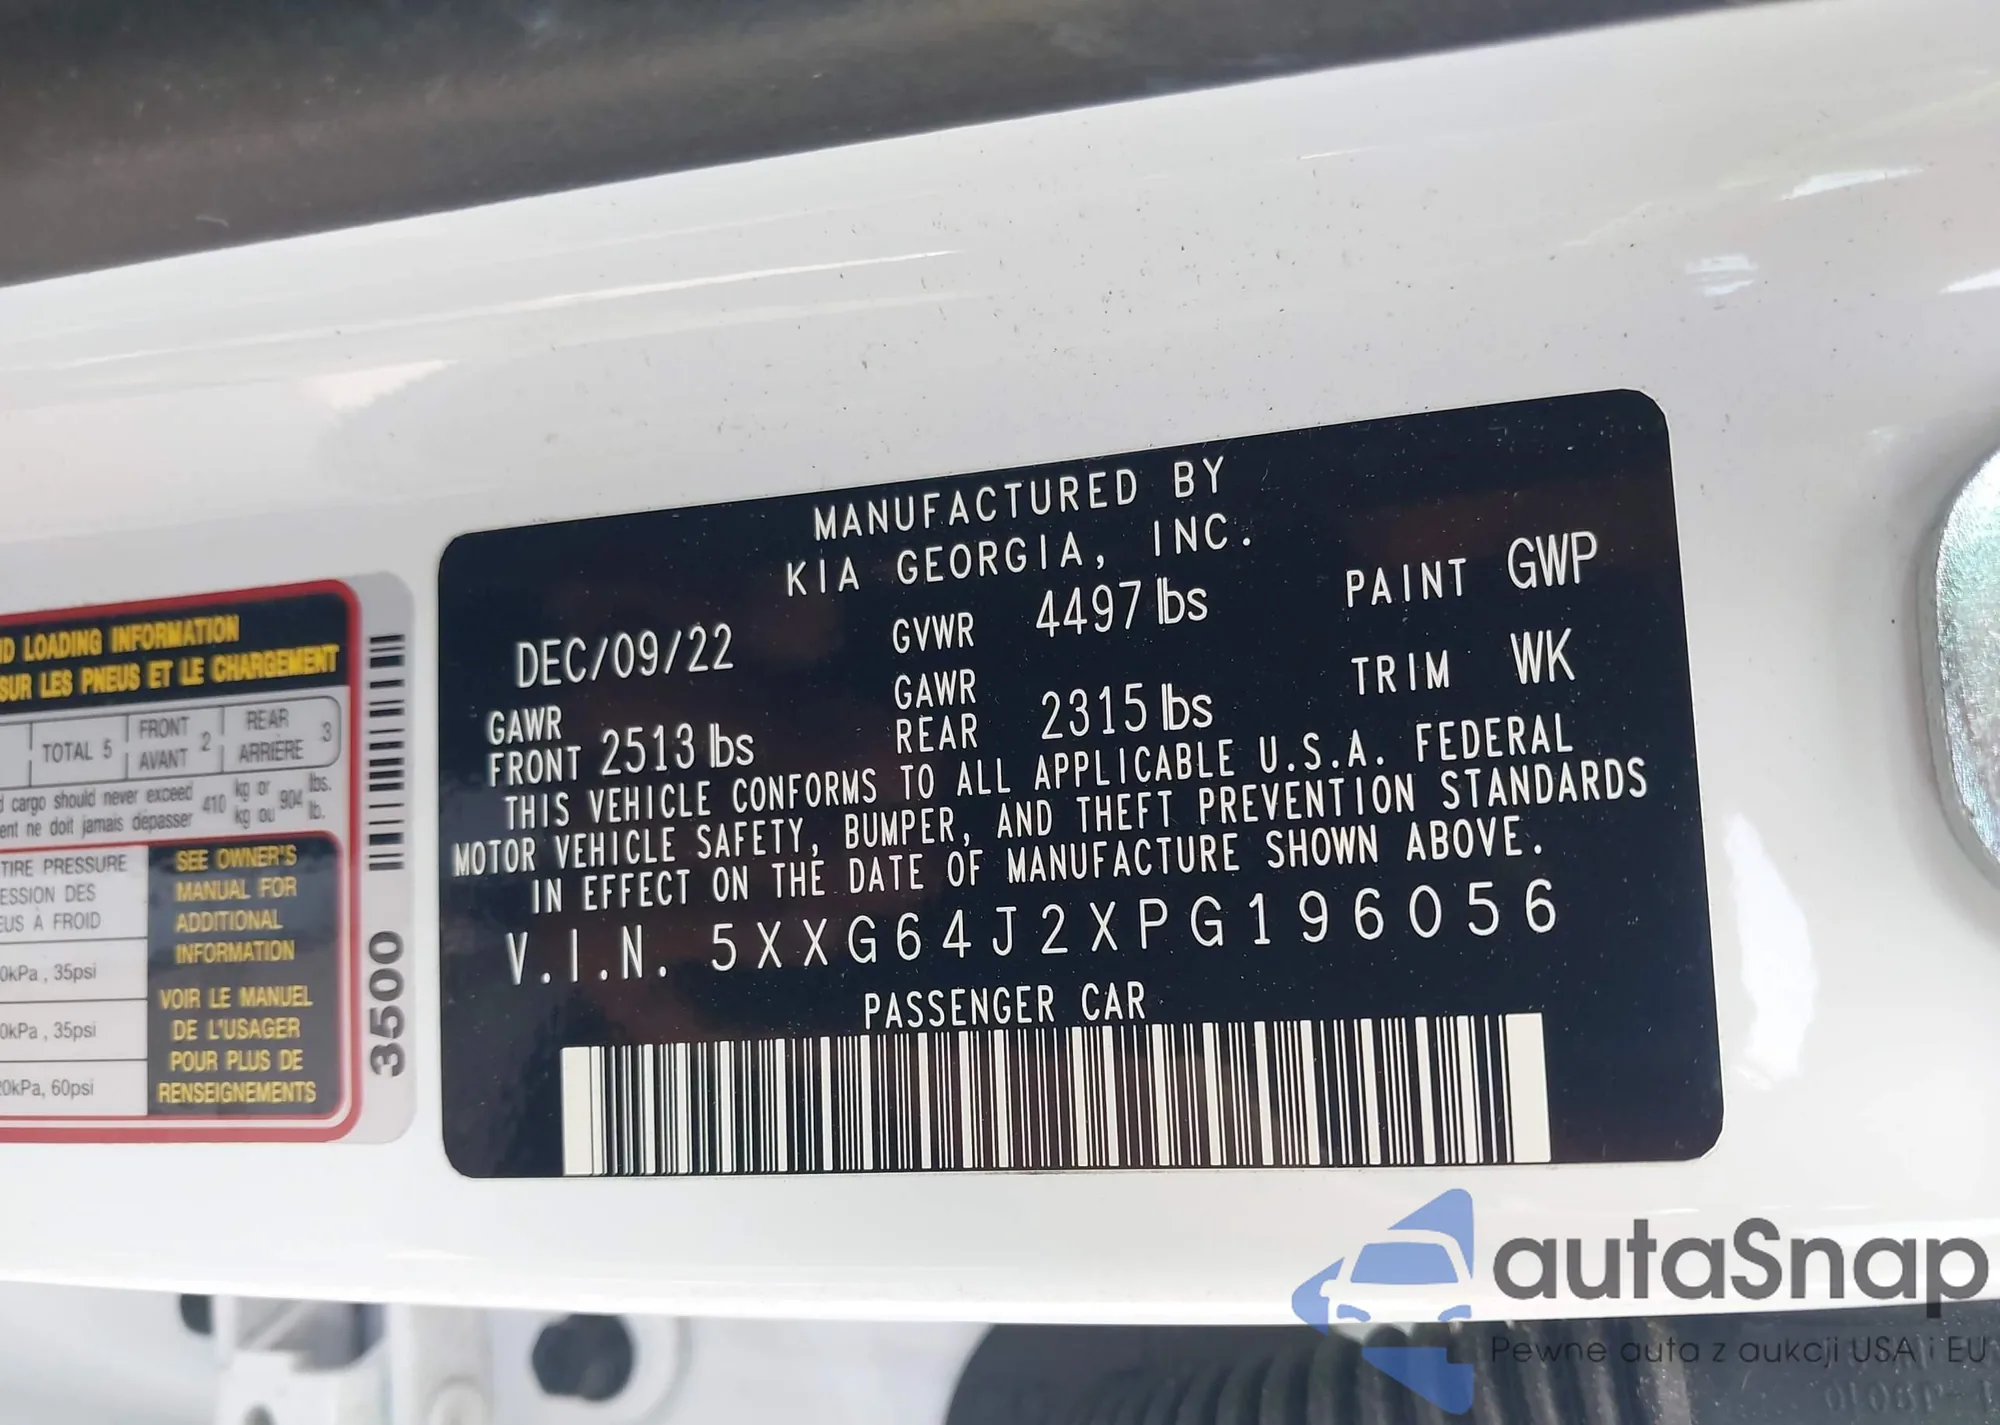 MANUFACTURED BY
KIA GEORGIA, INC.
DEC/09/22 GVWR 4497 lbs PAINT GWP
GAWR FRONT 2513 lbs GAWR REAR 2315 lbs TRIM WK
THIS VEHICLE CONFORMS TO ALL APPLICABLE U.S.A. FEDERAL
MOTOR VEHICLE SAFETY, BUMPER, AND THEFT PREVENTION STANDARDS
IN EFFECT ON THE DATE OF MANUFACTURE SHOWN ABOVE.
V.I.N. 5XXG64J2XPG196056
PASSENGER CAR
LOADING INFORMATION
SUR LES PNEUS ET LE CHARGEMENT
TOTAL 5 FRONT AVANT 2 REAR ARRIÈRE 3
cargo should never exceed 410 kg or 904 lbs.
ne doit jamais dépasser kg ou lb.
TIRE PRESSURE
DES
À FROID
, 35psi
, 35psi
, 60psi
SEE OWNER'S
MANUAL FOR
ADDITIONAL
INFORMATION
VOIR LE MANUEL
DE L'USAGER
POUR PLUS DE
RENSEIGNEMENTS
3500
autaSnap
Pewne auta z aukcji USA i EU